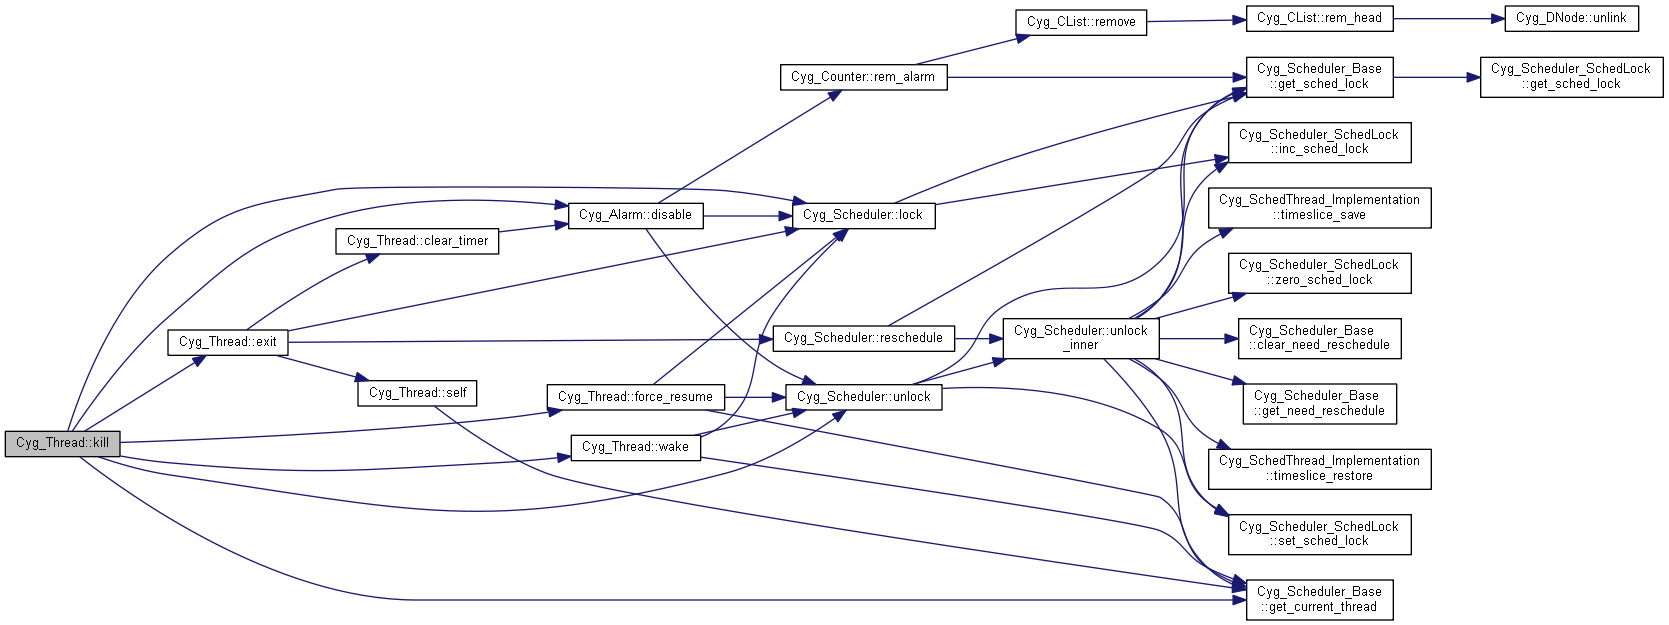 Cyg_CList::remove
Cyg_CList::rem_head
Cyg_DNode::unlink
Cyg_Counter::rem_alarm
Cyg_Scheduler_Base
::get_sched_lock
Cyg_Scheduler_SchedLock
::get_sched_lock
Cyg_Scheduler_SchedLock
::inc_sched_lock
Cyg_Alarm::disable
Cyg_Scheduler::lock
Cyg_SchedThread_Implementation
::timeslice_save
Cyg_Thread::clear_timer
Cyg_Scheduler_SchedLock
::zero_sched_lock
Cyg_Thread::exit
Cyg_Scheduler::reschedule
Cyg_Scheduler::unlock
_inner
Cyg_Scheduler_Base
::clear_need_reschedule
Cyg_Thread::self
Cyg_Thread::force_resume
Cyg_Scheduler::unlock
Cyg_Scheduler_Base
::get_need_reschedule
Cyg_Thread::kill
Cyg_Thread::wake
Cyg_SchedThread_Implementation
::timeslice_restore
Cyg_Scheduler_SchedLock
::set_sched_lock
Cyg_Scheduler_Base
::get_current_thread